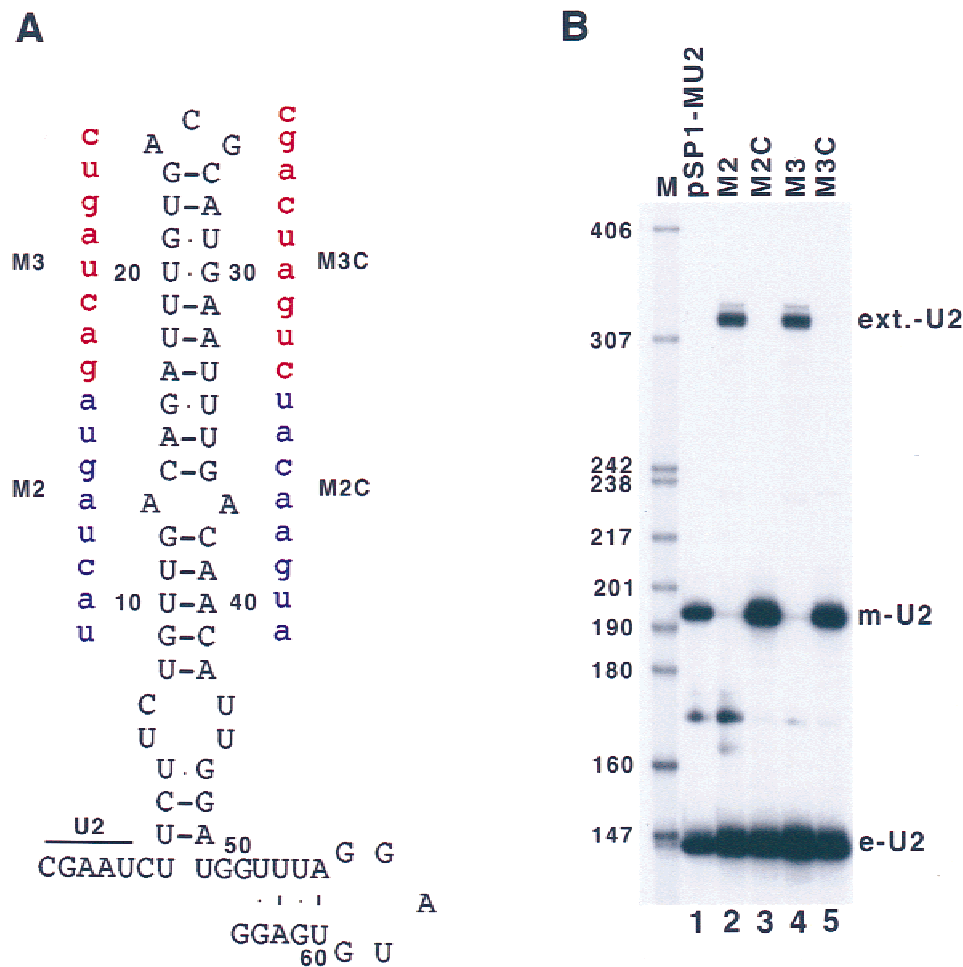 A
C c
c A G g
u G–C a
g U–A c
a G·U u
M3 u 20 U·G 30 a M3C
c U–A g
a U–A u
g A–U c
a G·U u
u A–U a
g C–G c
M2 a A A a M2C
u G–C a
c U–A g
a 10 U–A 40 u
u G–C a
U–A
C U
U U
U·G
C–G
U2 U–A 50
CGAAUCU UGGUUUA G G
A
GGAGU G U
60
B
M pSP1-MU2 M2 M2C M3 M3C
406
ext.-U2
307
242
238
217
201
m-U2
190
180
160
147
e-U2
1 2 3 4 5